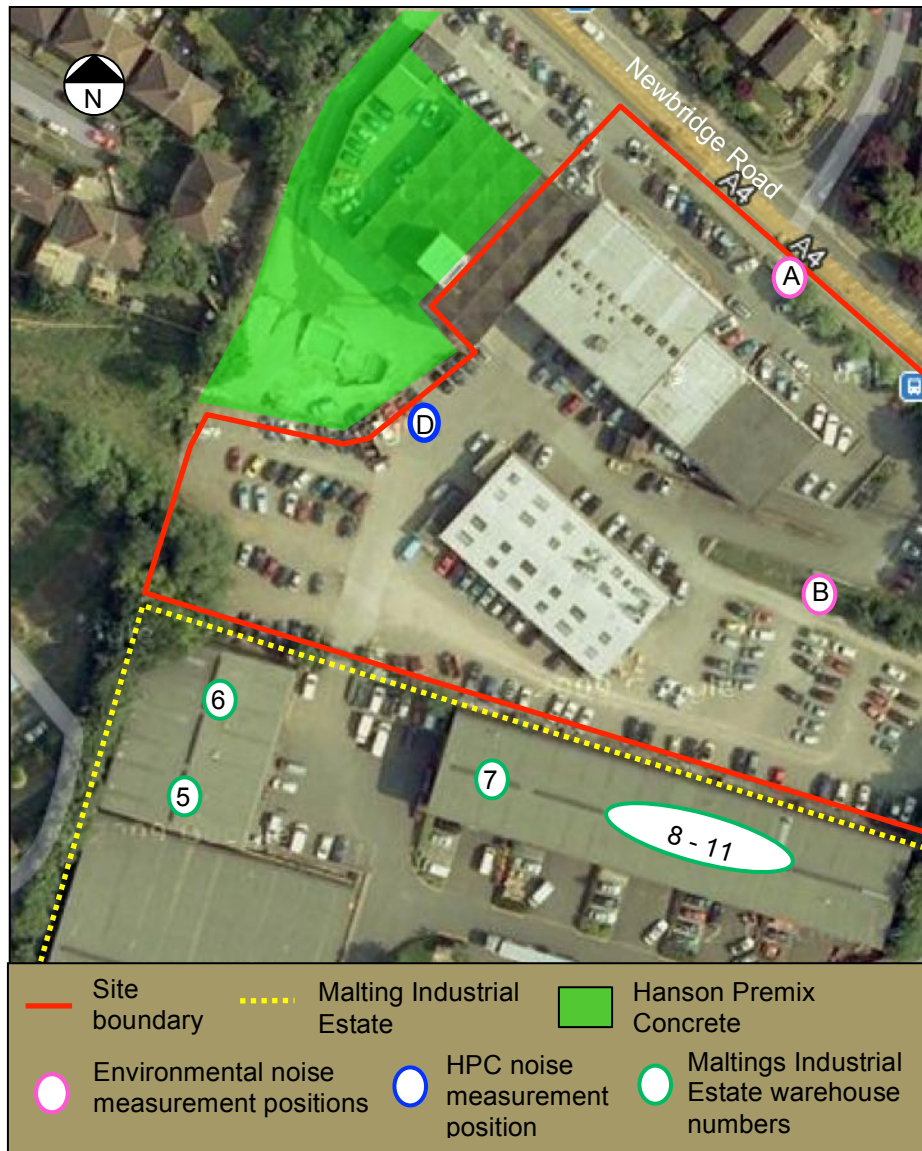 N
Newbridge Road
A4
A4
A
D
B
6
5
7
8 - 11
Site
boundary
Malting Industrial
Estate
Hanson Premix
Concrete
Environmental noise
measurement positions
HPC noise
measurement
position
Maltings Industrial
Estate warehouse
numbers